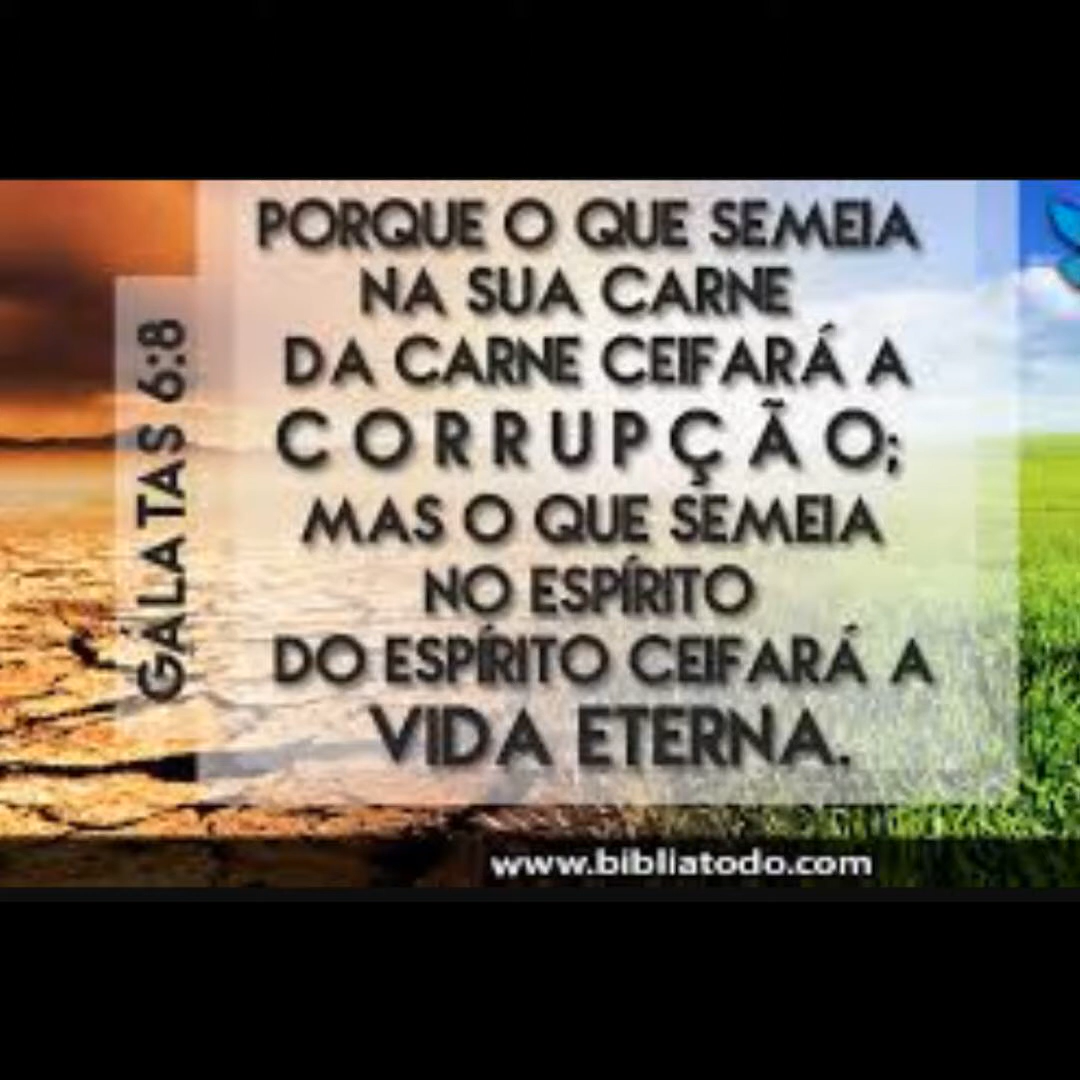 PORQUE O QUE SEMEIA
NA SUA CARNE
DA CARNE CEIFARÁ A
CORRUPÇÃO;
MAS O QUE SEMEIA
NO ESPÍRITO
DO ESPÍRITO CEIFARÁ A
VIDA ETERNA.
GÁLATAS 6:8
www.bibliatodo.com